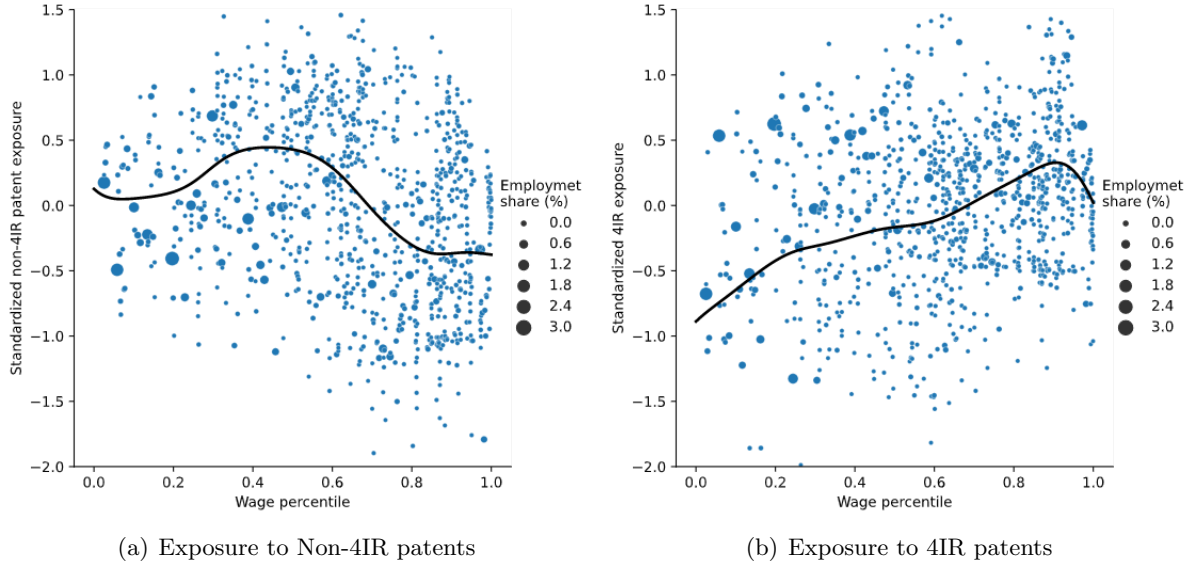 1.5
1.0
0.5
0.0
−0.5
−1.0
−1.5
−2.0
Standardized non-4IR patent exposure
0.0 0.2 0.4 0.6 0.8 1.0
Wage percentile
Employmet
share (%)
0.0
0.6
1.2
1.8
2.4
3.0
(a) Exposure to Non-4IR patents
1.5
1.0
0.5
0.0
−0.5
−1.0
−1.5
−2.0
Standardized 4IR exposure
0.0 0.2 0.4 0.6 0.8 1.0
Wage percentile
Employmet
share (%)
0.0
0.6
1.2
1.8
2.4
3.0
(b) Exposure to 4IR patents